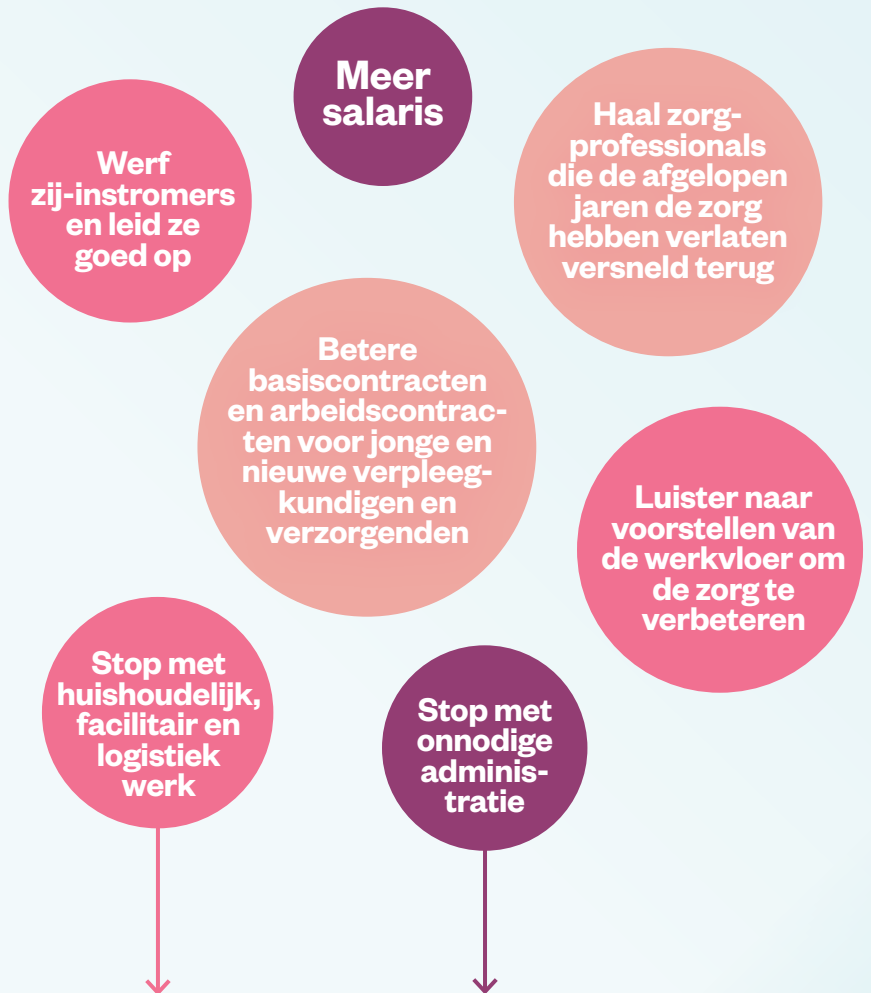 Meer
salaris
Werf
zij-instromers
en leid ze
goed op
Haal zorg-
professionals
die de afgelopen
jaren de zorg
hebben verlaten
versneld terug
Betere
basiscontracten
en arbeidscontrac-
ten voor jonge en
nieuwe verpleeg-
kundigen en
verzorgenden
Luister naar
voorstellen van
de werkvloer om
de zorg te
verbeteren
Stop met
huishoudelijk,
facilitair en
logistiek
werk
Stop met
onnodige
adminis-
tratie